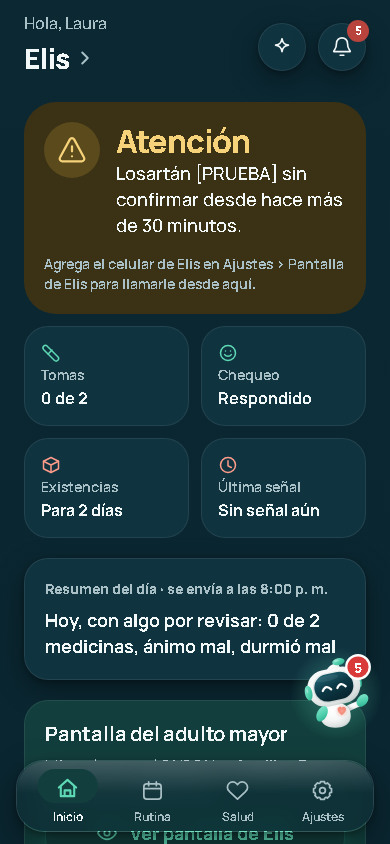 Hola, Laura
Elis
5
Atención
Losartán [PRUEBA] sin
confirmar desde hace más
de 30 minutos.
Agrega el celular de Elis en Ajustes > Pantalla
de Elis para llamarle desde aquí.
Tomas
0 de 2
Chequeo
Respondido
Existencias
Para 2 días
Última señal
Sin señal aún
Resumen del día · se envía a las 8:00 p. m.
Hoy, con algo por revisar: 0 de 2
medicinas, ánimo mal, durmió mal
5
Pantalla del adulto mayor
Ver pantalla de Elis
Inicio
Rutina
Salud
Ajustes